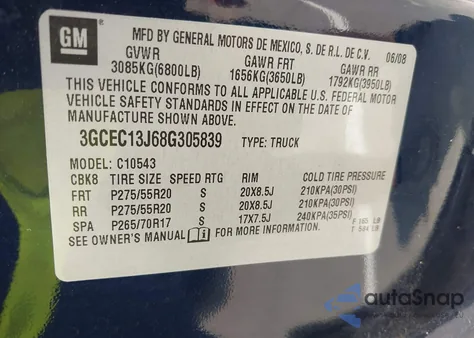 GM
MFD BY GENERAL MOTORS DE MEXICO, S. DE R.L. DE C.V. 06/08
GVWR GAWR FRT GAWR RR
3085KG(6800LB) 1656KG(3650LB) 1792KG(3950LB)
THIS VEHICLE CONFORMS TO ALL APPLICABLE U.S. FEDERAL MOTOR
VEHICLE SAFETY STANDARDS IN EFFECT ON THE DATE OF
MANUFACTURE SHOWN ABOVE.
3GCEC13J68G305839 TYPE: TRUCK
MODEL: C10543
CBK8 TIRE SIZE SPEED RTG RIM COLD TIRE PRESSURE
FRT P275/55R20 S 20X8.5J 210KPA(30PSI)
RR P275/55R20 S 20X8.5J 210KPA(30PSI)
SPA P265/70R17 S 17X7.5J 240KPA(35PSI)
SEE OWNER'S MANUAL FOR MORE INFORMATION
autoSnap